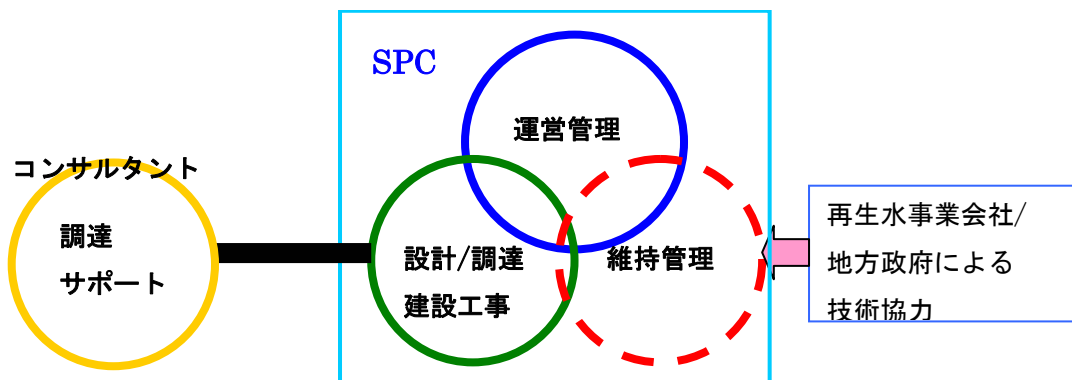 SPC
運営管理
コンサルタント
調達
サポート
設計/調達
建設工事
維持管理
再生水事業会社/
地方政府による
技術協力